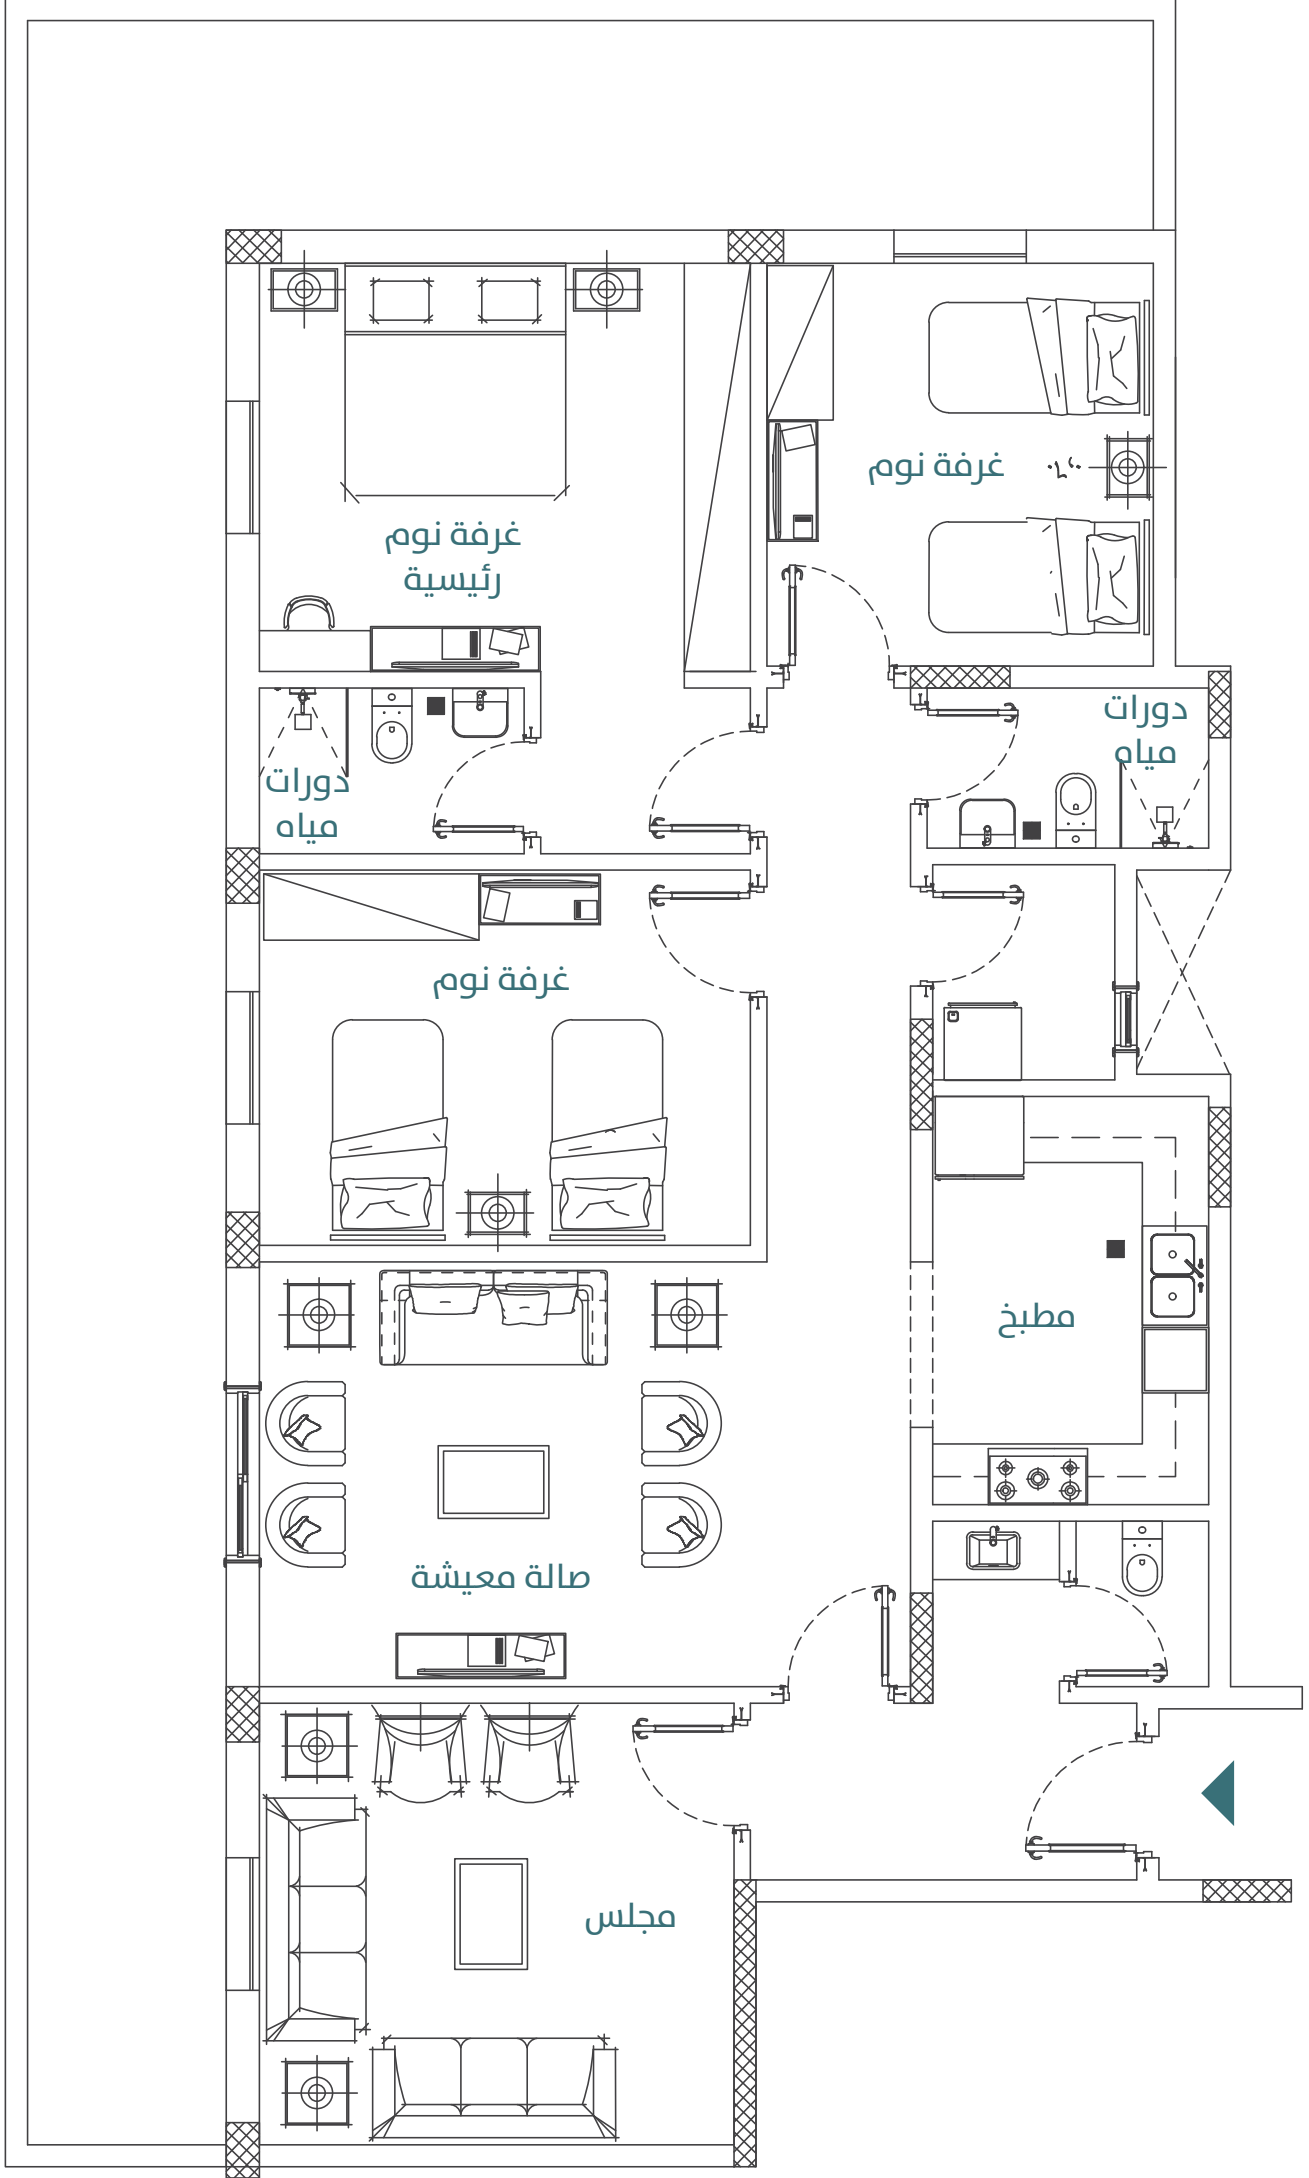 غرفة نوم
غرفة نوم
رئيسية
دورات
مياه
دورات
مياه
غرفة نوم
مطبخ
صالة معيشة
مجلس